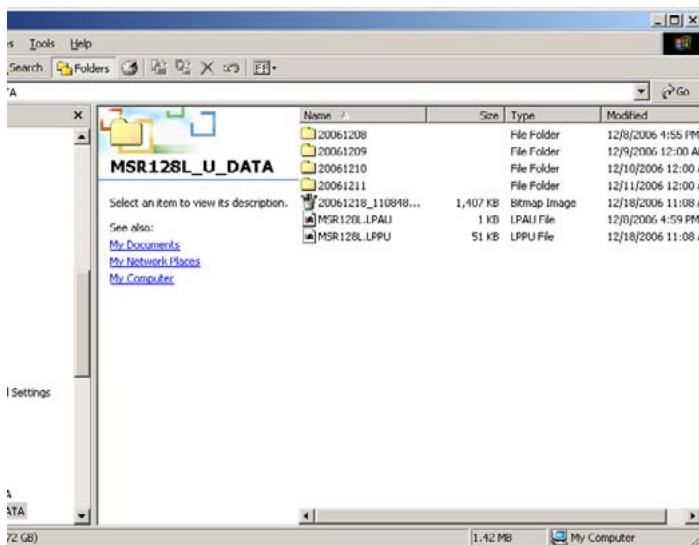 s Tools Help
Search Folders
'A Go
x Name Size Type Modified
MSR128L_U_DATA
Select an item to view its description.
See also:
My Documents
My Network Places
My Computer
20061208 File Folder 12/8/2006 4:55 PM
20061209 File Folder 12/9/2006 12:00 A
20061210 File Folder 12/10/2006 12:00
20061211 File Folder 12/11/2006 12:00
20061218_110848... 1,407 KB Bitmap Image 12/18/2006 11:08
MSR128L.LPAU 1 KB LPAU File 12/8/2006 4:59 PM
MSR128L.LPPU 51 KB LPPU File 12/18/2006 11:08
l Settings
A
ATA
72 GB) 1.42 MB My Computer